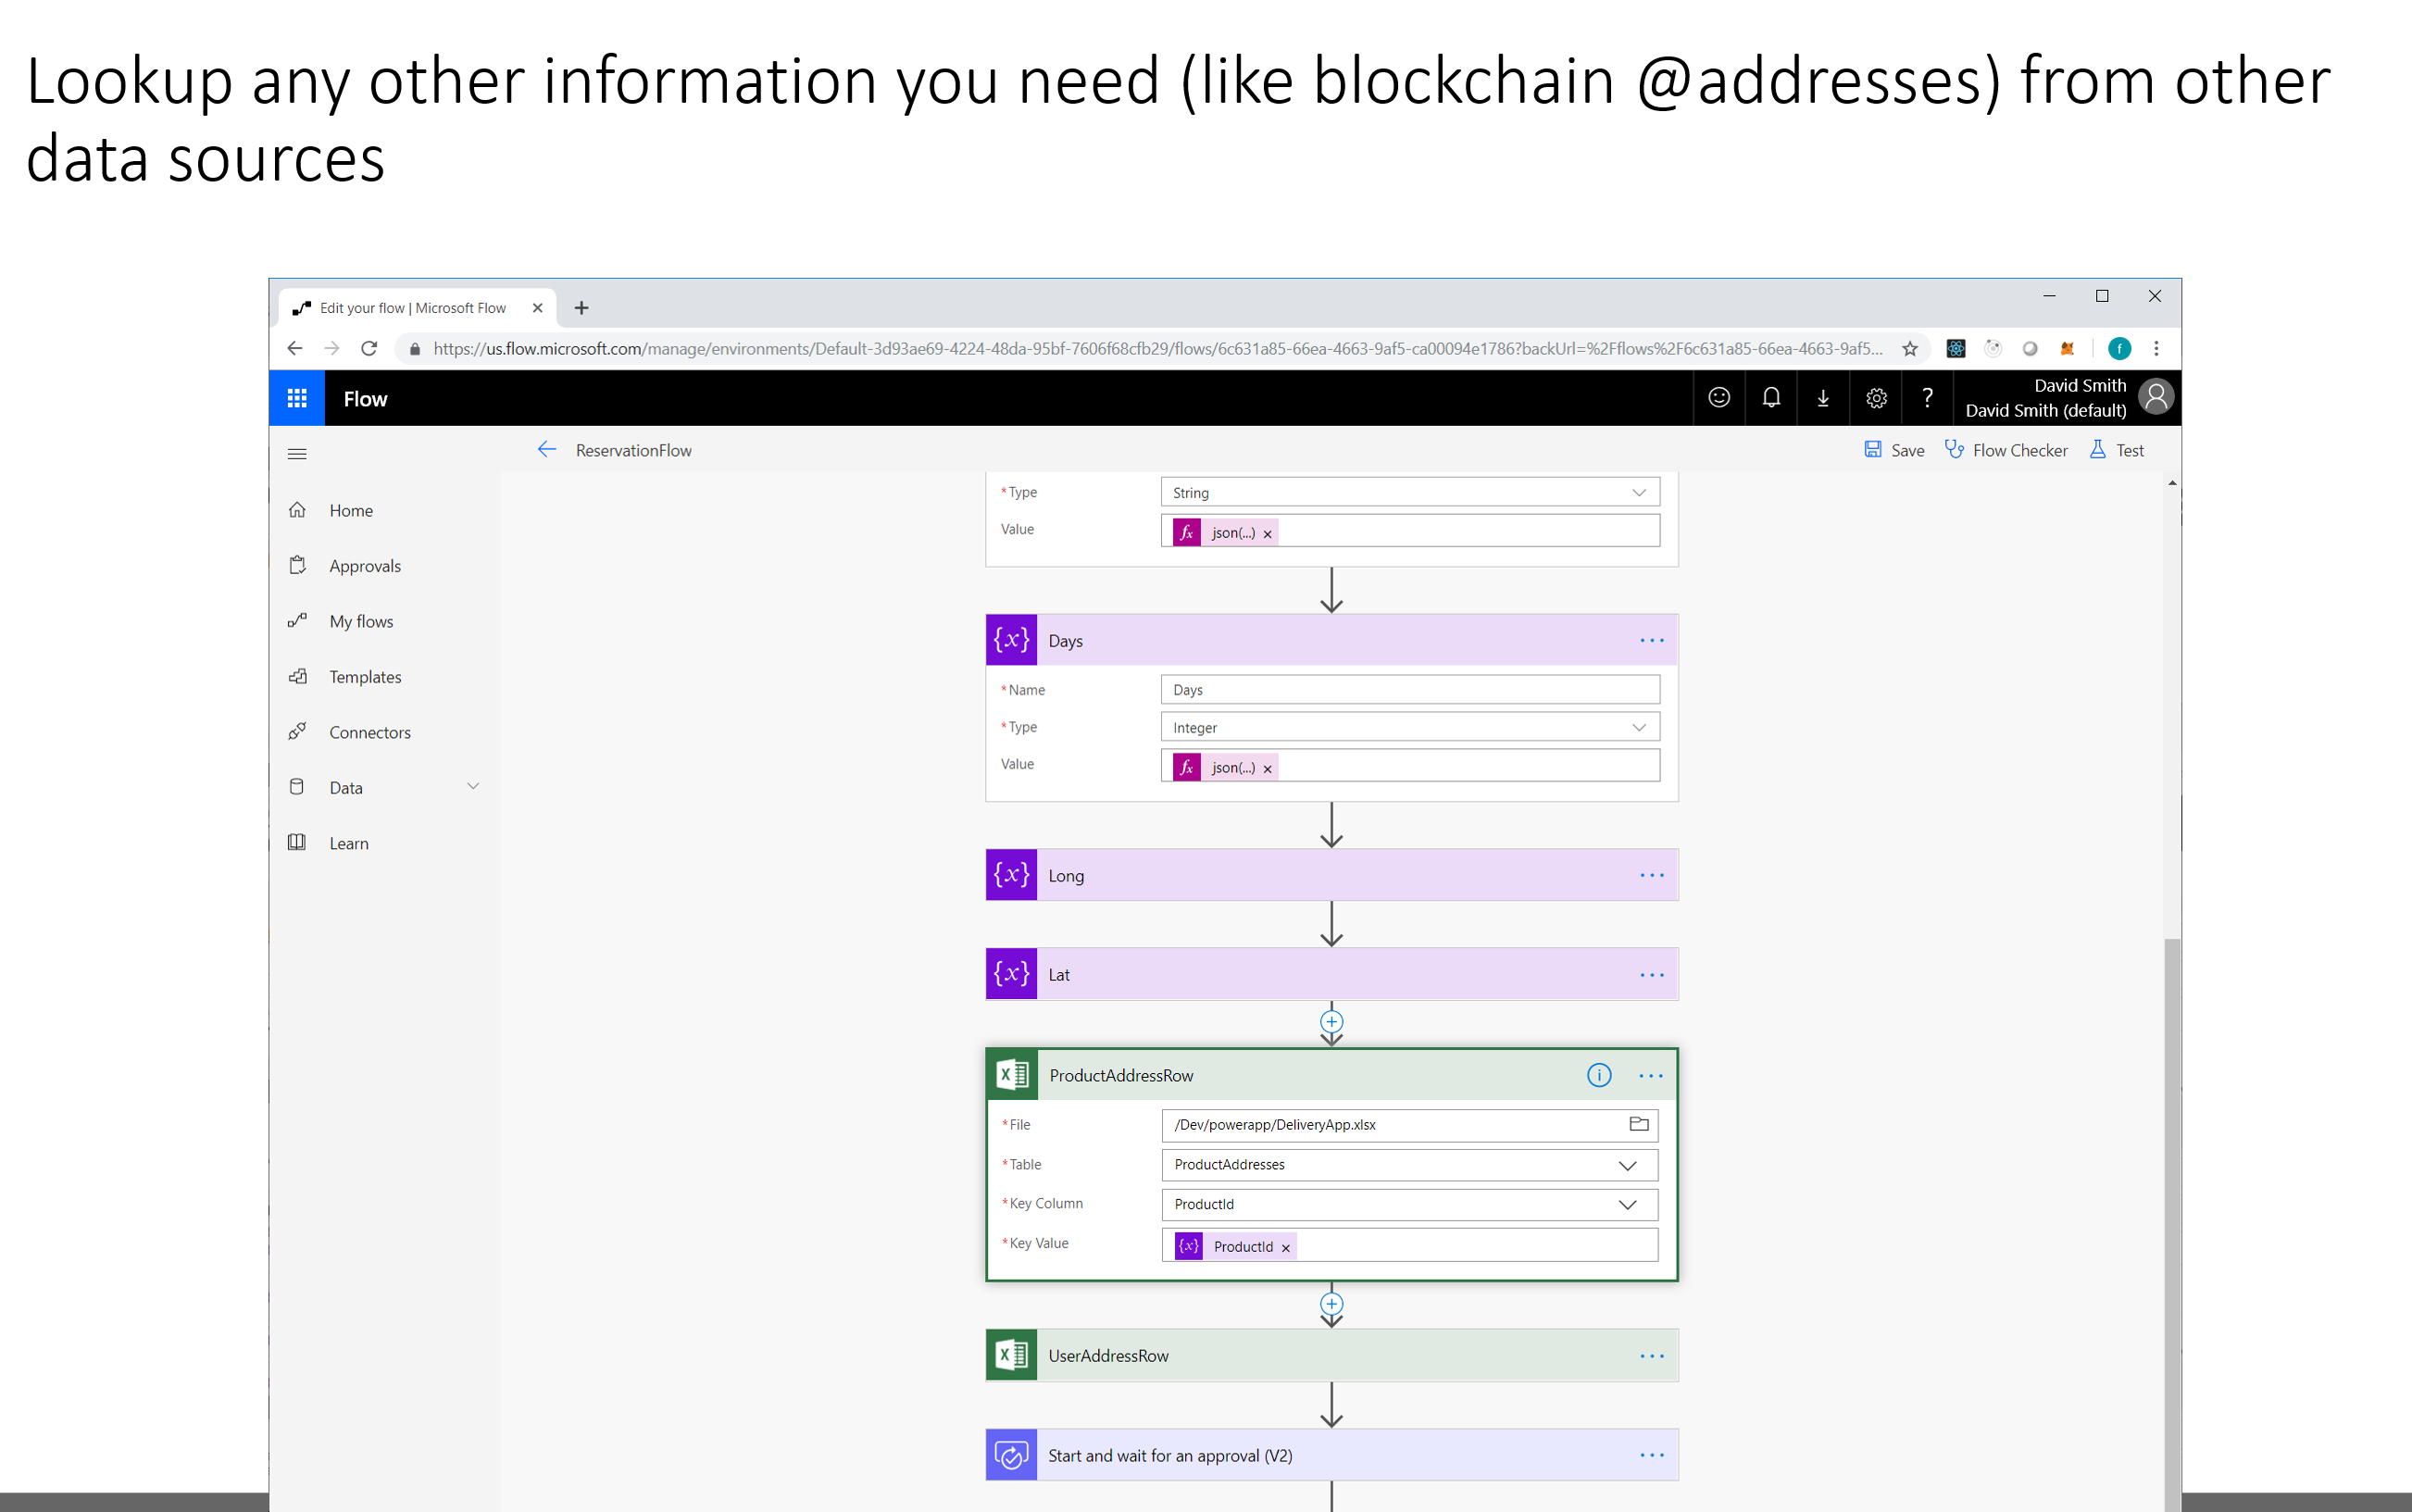 Lookup any other information you need (like blockchain @addresses) from other
data sources
Edit your flow | Microsoft Flow
https://us.flow.microsoft.com/manage/environments/Default-3d93ae69-4224-48da-95bf-7606f68cfb29/flows/6c631a85-66ea-4663-9af5-ca00094e1786?backUrl=%2Fflows%2F6c631a85-66ea-4663-9af5...
f
Flow
?
David Smith
David Smith (default)
ReservationFlow
Save
Flow Checker
Test
Home
Approvals
My flows
Templates
Connectors
Data
Learn
*Type
String
Value
fx json(...) ×
{x} Days
*Name
Days
*Type
Integer
Value
fx json(...) ×
{x} Long
{x} Lat
ProductAddressRow
*File
/Dev/powerapp/DeliveryApp.xlsx
*Table
ProductAddresses
*Key Column
ProductId
*Key Value
{x} ProductId ×
UserAddressRow
Start and wait for an approval (V2)